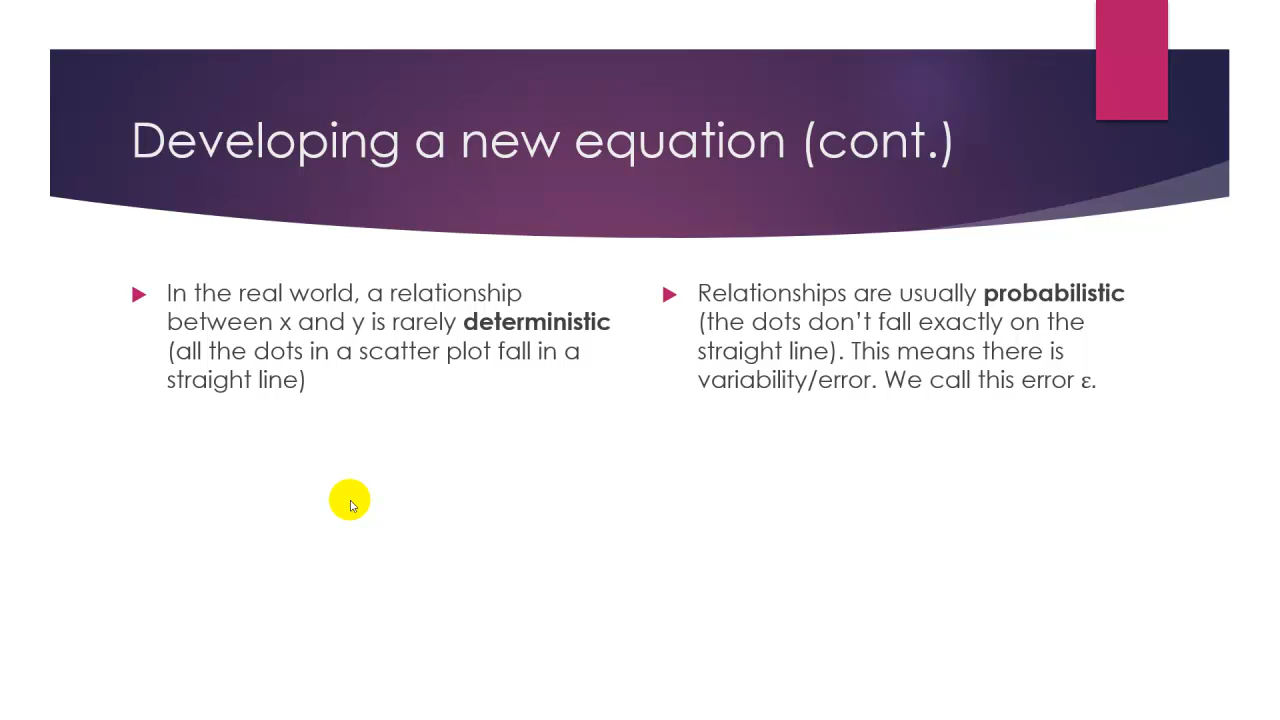 Developing a new equation (cont.)
In the real world, a relationship
between x and y is rarely deterministic
(all the dots in a scatter plot fall in a
straight line)
Relationships are usually probabilistic
(the dots don’t fall exactly on the
straight line). This means there is
variability/error. We call this error ε.